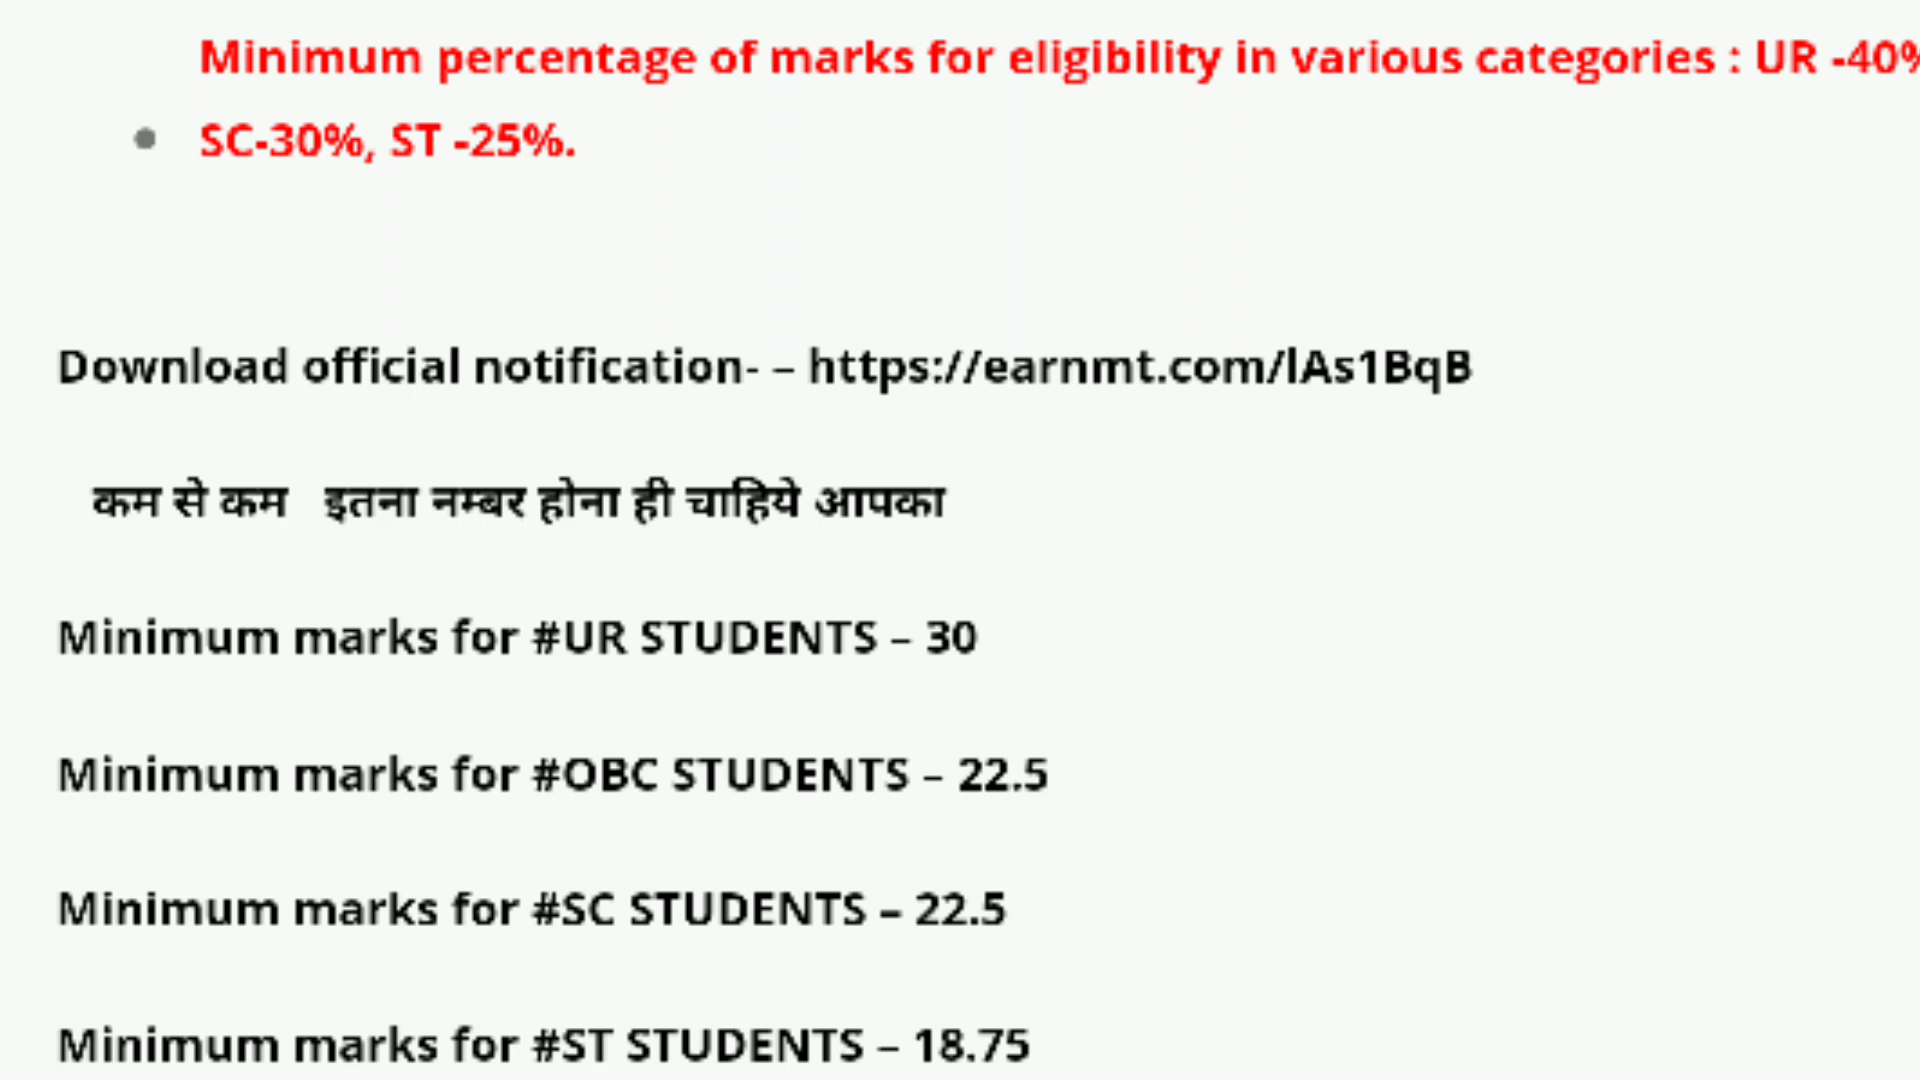 Minimum percentage of marks for eligibility in various categories : UR -40%
SC-30%, ST -25%.
Download official notification- – https://earnmt.com/lAs1BqB
कम से कम इतना नम्बर होना ही चाहिये आपका
Minimum marks for #UR STUDENTS – 30
Minimum marks for #OBC STUDENTS – 22.5
Minimum marks for #SC STUDENTS – 22.5
Minimum marks for #ST STUDENTS – 18.75